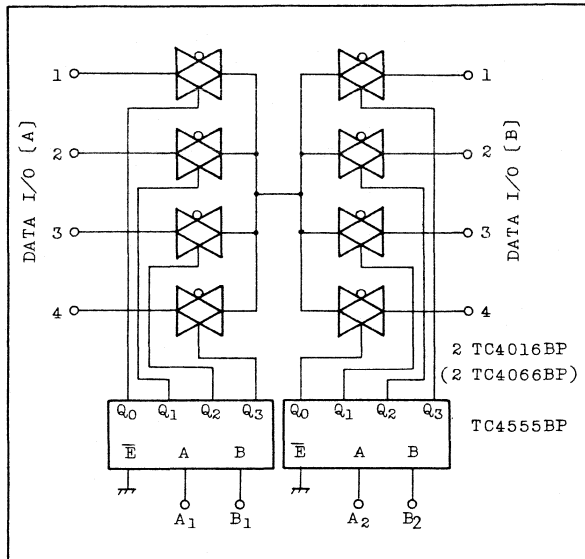 1
1
2
2
3
3
4
4
DATA I/O (A)
DATA I/O (B)
2 TC4016BP
(2 TC4066BP)
Q0 Q1 Q2 Q3
Q0 Q1 Q2 Q3
TC4555BP
E̅ A B
E̅ A B
A1 B1
A2 B2